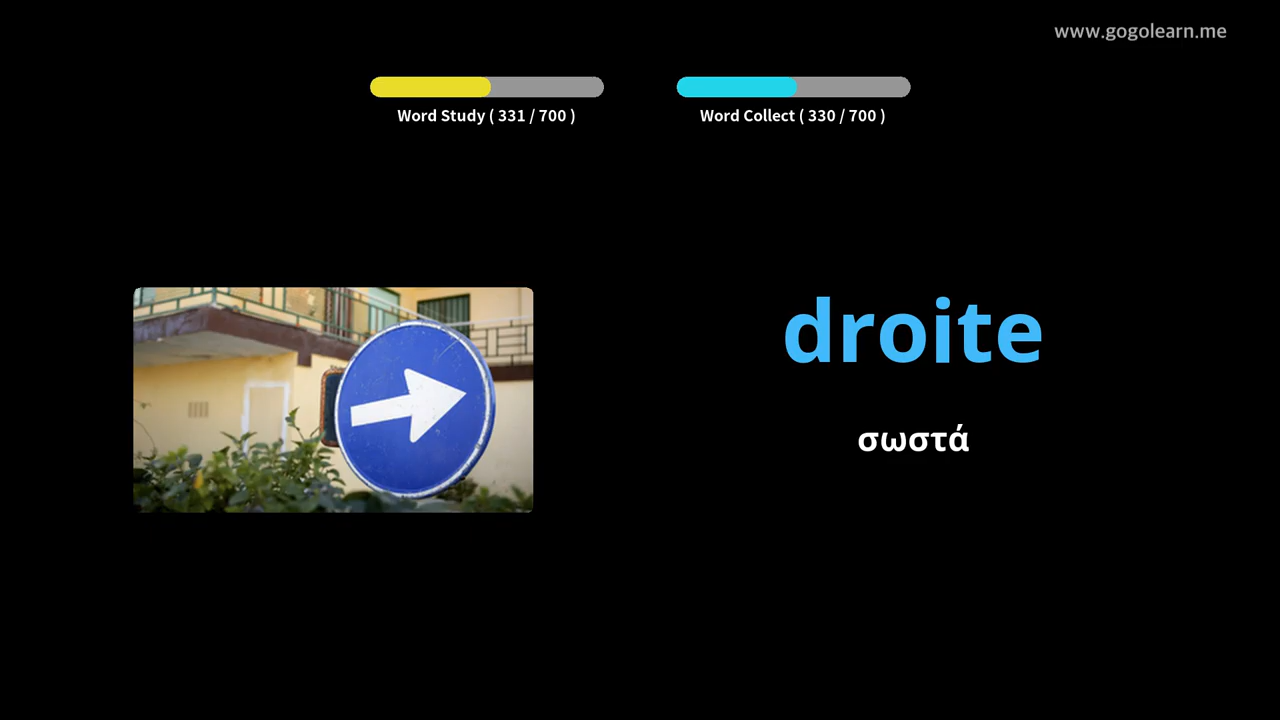 www.gogolearn.me
Word Study ( 331 / 700 )
Word Collect ( 330 / 700 )
droite
σωστά